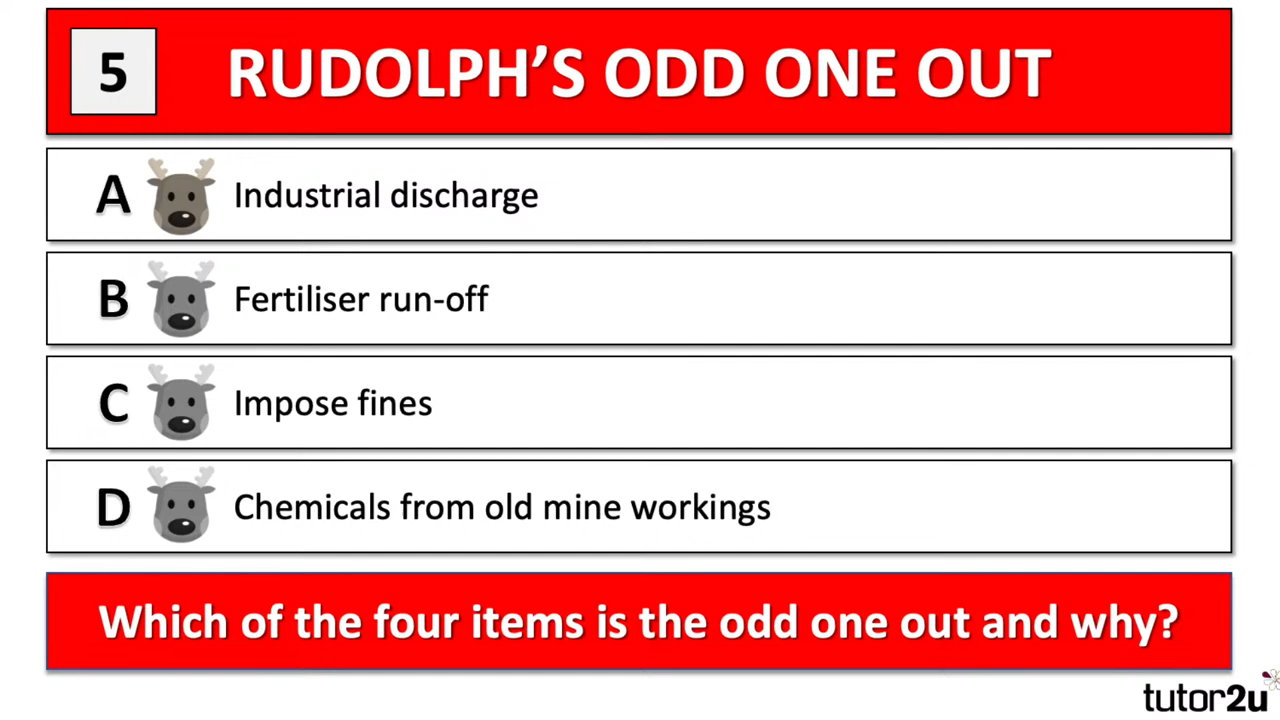 5
RUDOLPH’S ODD ONE OUT
A Industrial discharge
B Fertiliser run-off
C Impose fines
D Chemicals from old mine workings
Which of the four items is the odd one out and why?
tutor2u